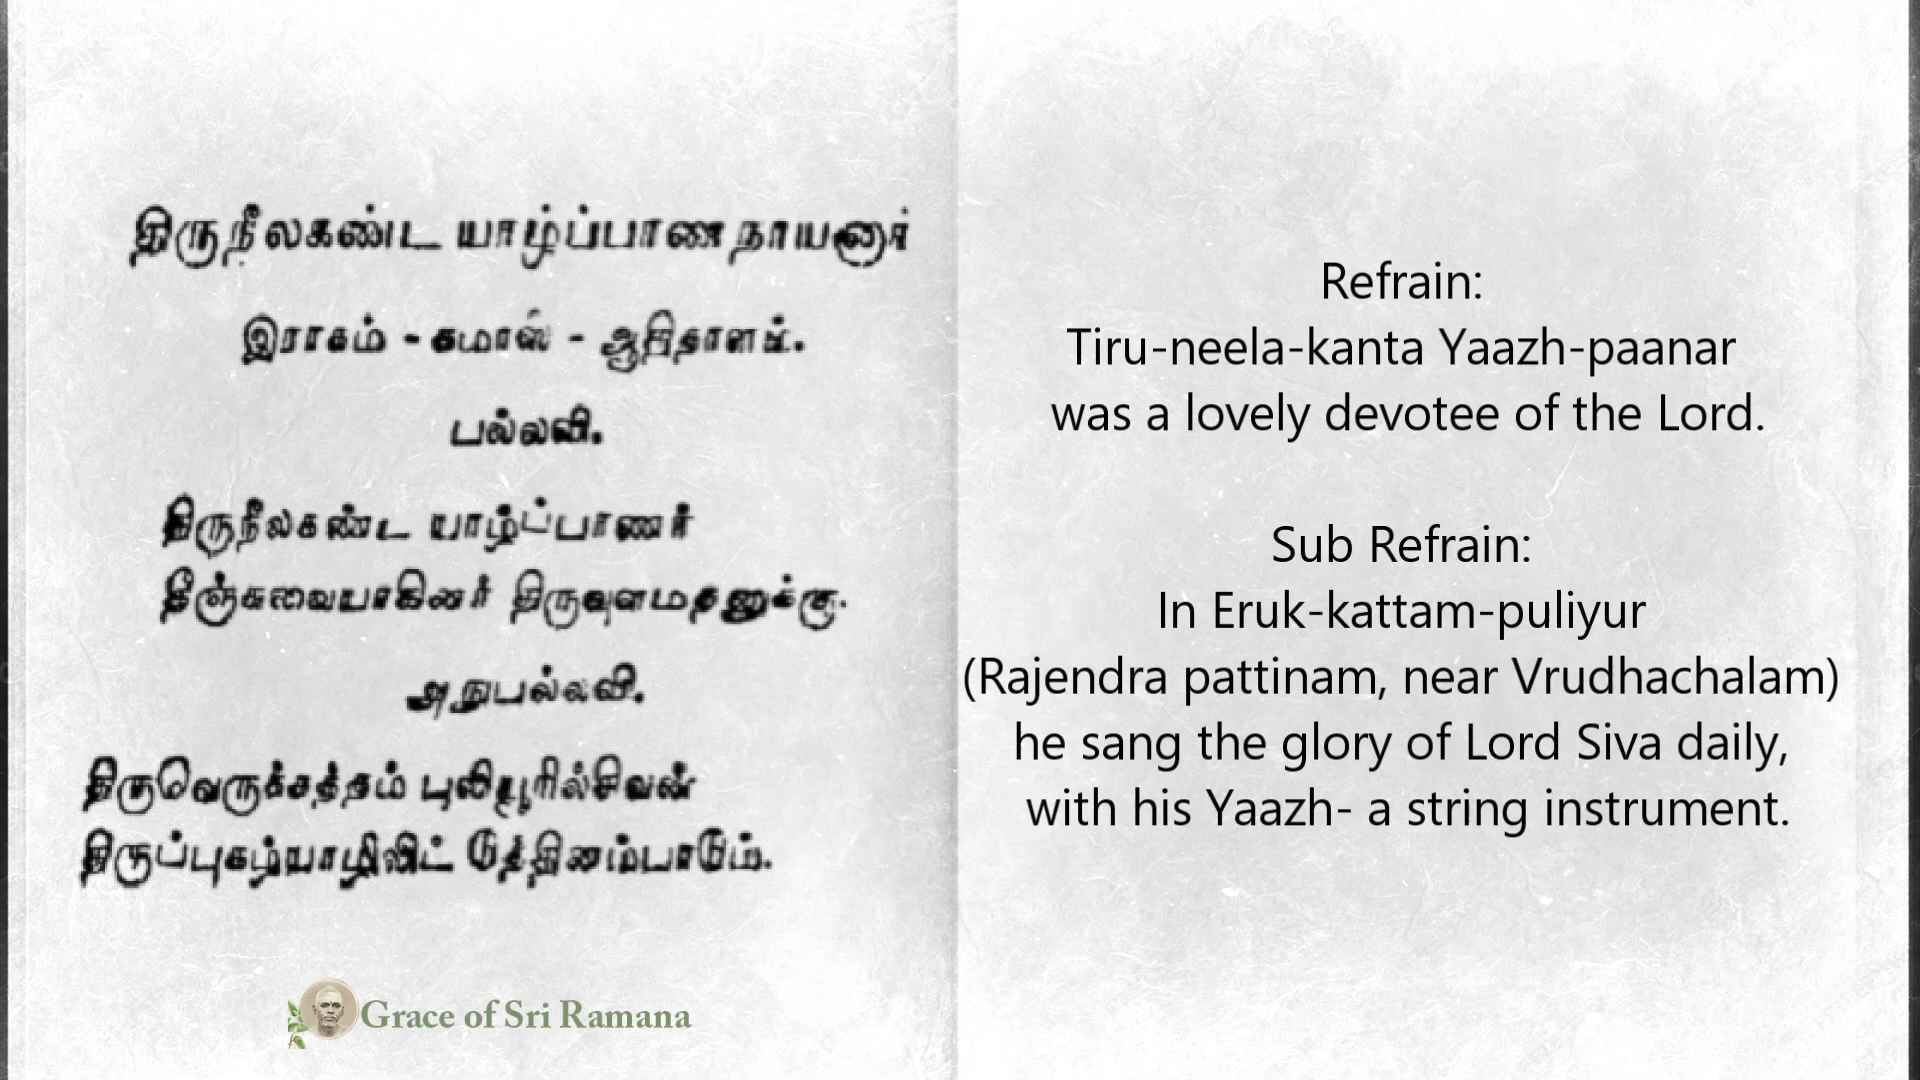 திருநீலகண்ட யாழ்ப்பாண நாயனார்
இராகம் - கமாஸ் - ஆதிதாளம்.
பல்லவி.
திருநீலகண்ட யாழ்ப்பாணர்
திருவுளமதனுக்கு.
அநுபல்லவி.
திருவெருக்கத்தம் புலியூரில்சிவன்
திருப்புகழ்யாழிலிட் டுத்தினம்பாடும்.
Refrain:
Tiru-neela-kanta Yaazh-paanar
was a lovely devotee of the Lord.
Sub Refrain:
In Eruk-kattam-puliyur
(Rajendra pattinam, near Vrudhachalam)
he sang the glory of Lord Siva daily,
with his Yaazh- a string instrument.
Grace of Sri Ramana